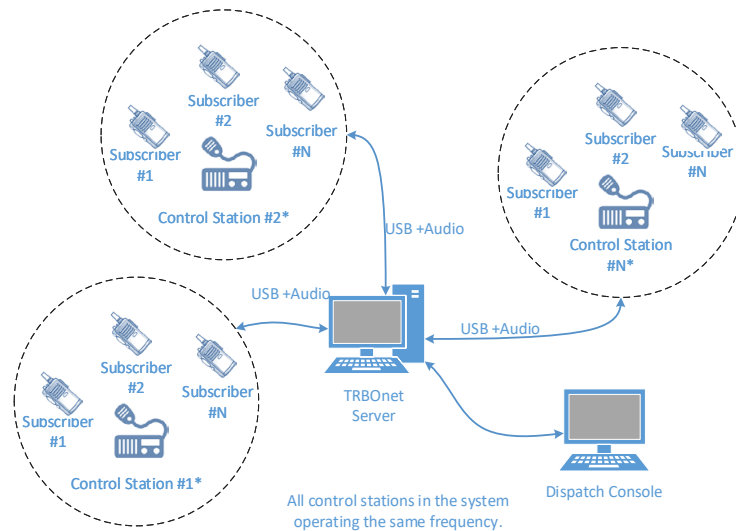 Subscriber
#2
Subscriber
#1
Subscriber
#N
Control Station #2*
Subscriber
#2
Subscriber
#N
Subscriber
#1
Control Station
#N*
USB +Audio
USB +Audio
USB +Audio
Subscriber
#2
Subscriber
#N
Subscriber
#1
Control Station #1*
TRBOnet
Server
Dispatch Console
All control stations in the system
operating the same frequency.